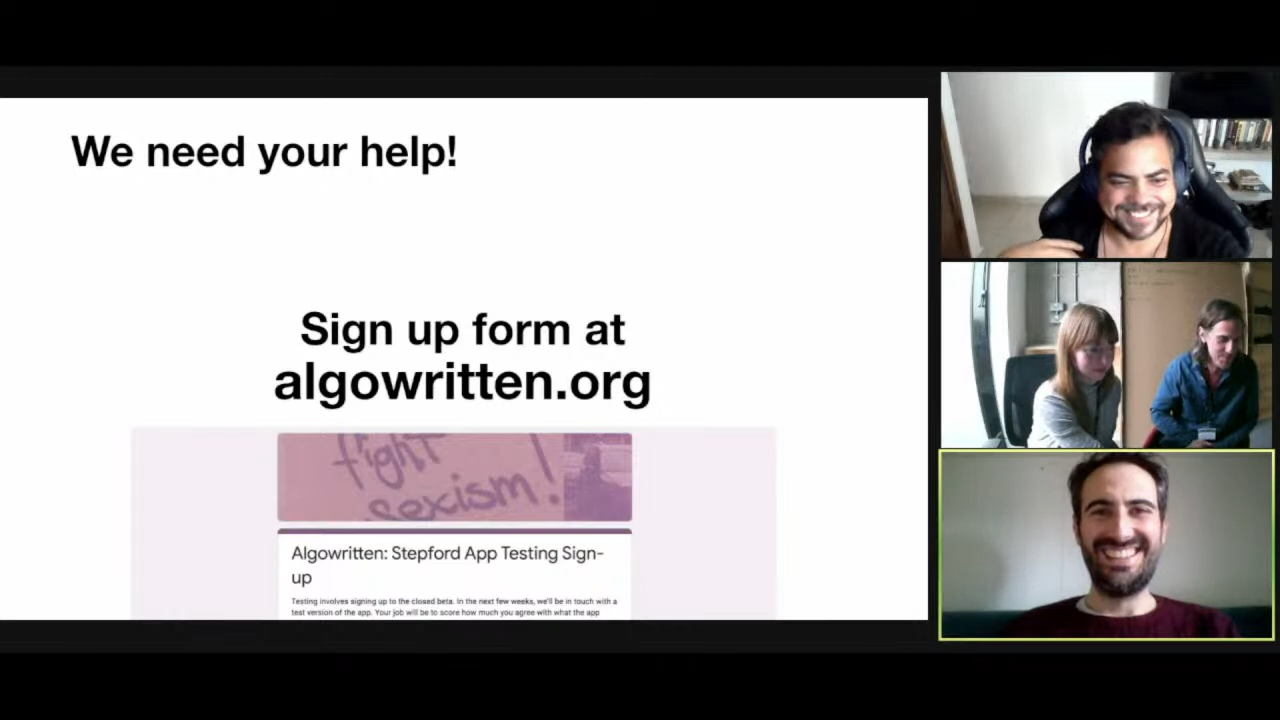 We need your help!
Sign up form at
algowritten.org
fight
sexism!
Algowritten: Stepford App Testing Sign-
up
Testing involves signing up to the closed beta. In the next few weeks, we'll be in touch with a
test version of the app. Your job will be to score how much you agree with what the app